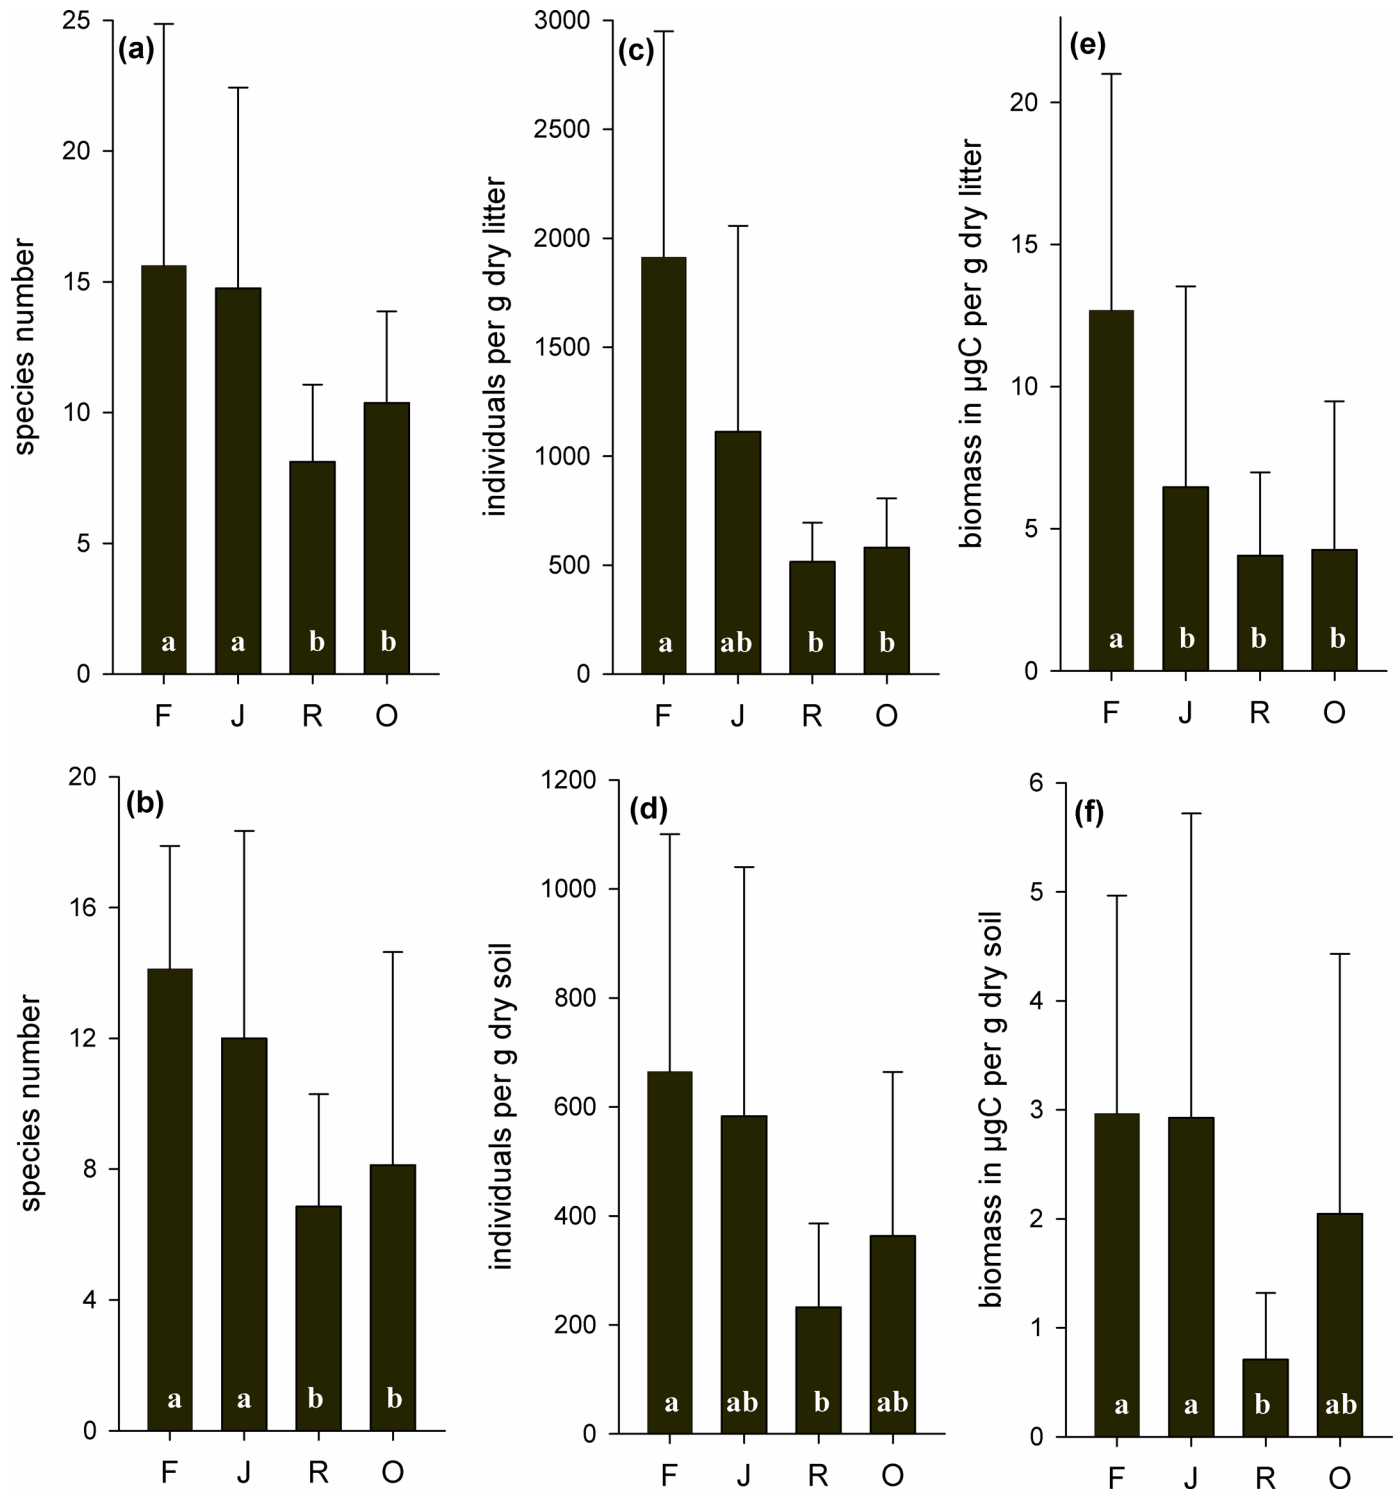 (a)
species number
25
20
15
10
5
0
a a b b
F J R O
(c)
individuals per g dry litter
3000
2500
2000
1500
1000
500
0
a ab b b
F J R O
(e)
biomass in µgC per g dry litter
20
15
10
5
0
a b b b
F J R O
(b)
species number
20
16
12
8
4
0
a a b b
F J R O
(d)
individuals per g dry soil
1200
1000
800
600
400
200
0
a ab b ab
F J R O
(f)
biomass in µgC per g dry soil
6
5
4
3
2
1
0
a a b ab
F J R O